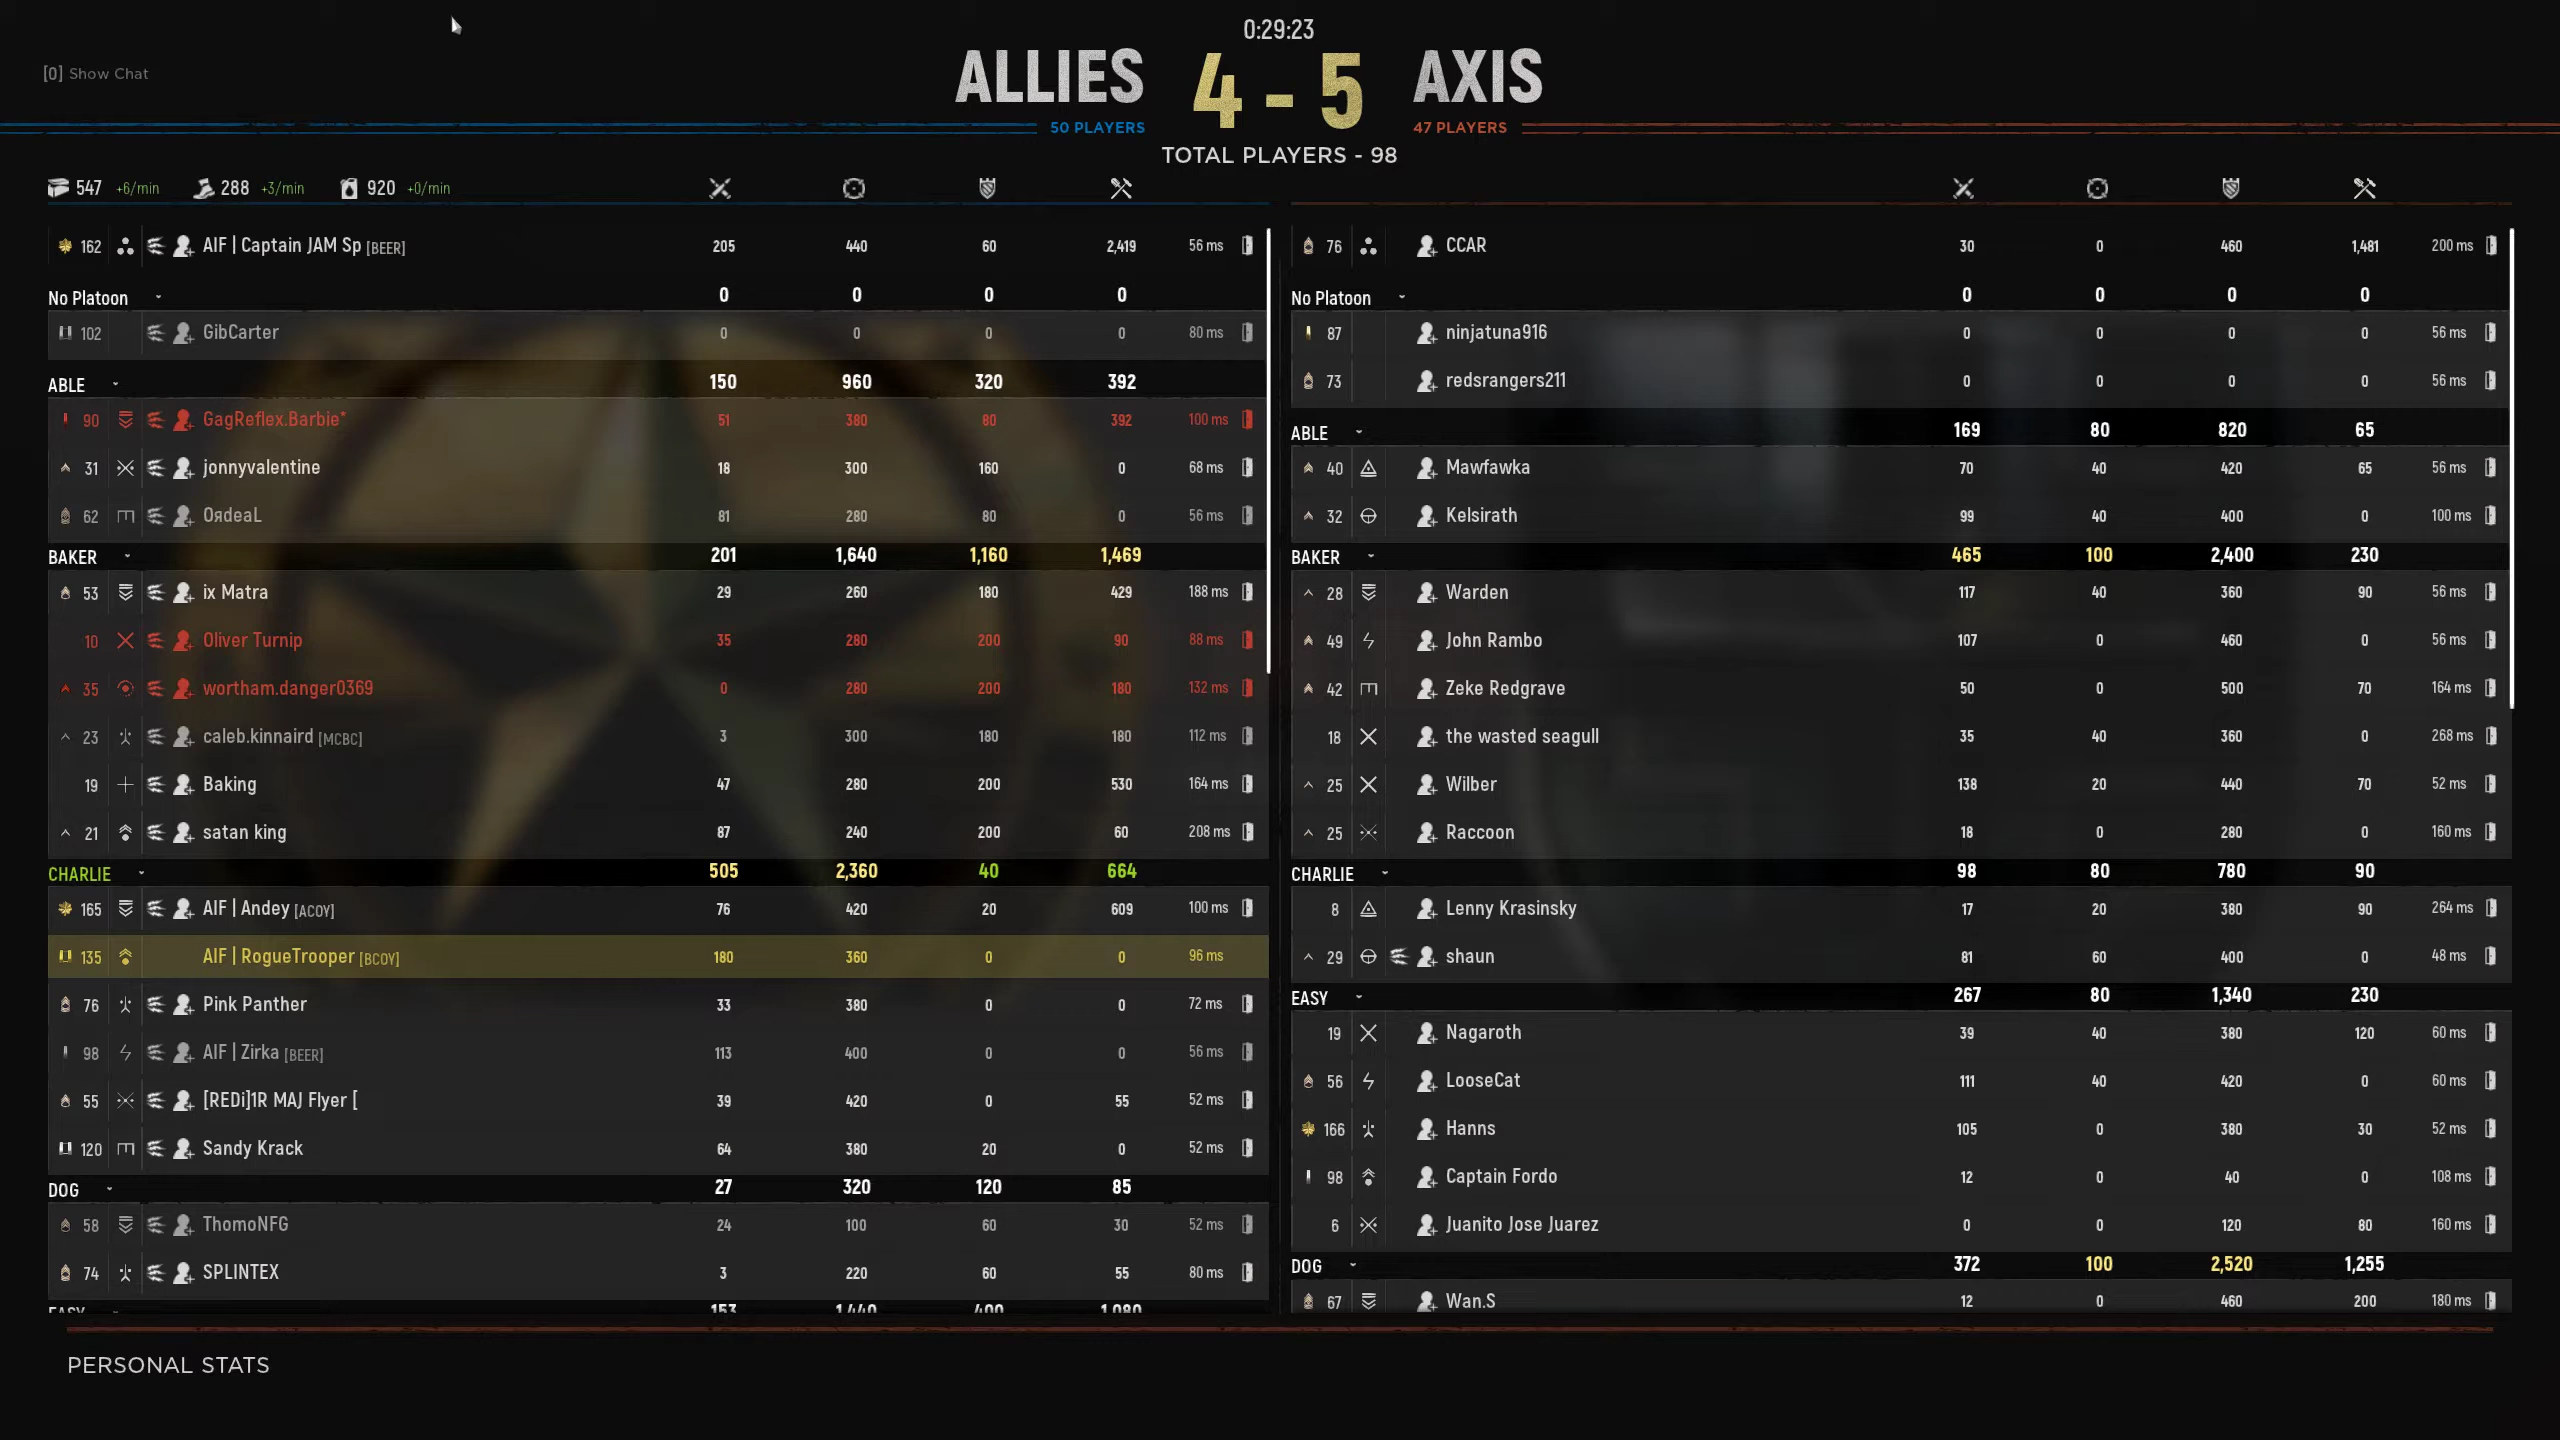 0:29:23
[O] Show Chat
ALLIES 4 - 5 AXIS
50 PLAYERS 47 PLAYERS
TOTAL PLAYERS - 98
547 +6/min 288 +3/min 920 +0/min
162 AIF | Captain JAM Sp [BEER] 205 440 60 2,419 56 ms
No Platoon 0 0 0 0
102 GibCarter 0 0 0 0 80 ms
ABLE 150 960 320 392
90 GagReflex.Barbie* 51 380 80 392 100 ms
31 jonnyvalentine 18 300 160 0 68 ms
62 OяdeaL 81 280 80 0 56 ms
BAKER 201 1,640 1,160 1,469
53 ix Matra 29 260 180 429 188 ms
10 Oliver Turnip 35 280 200 90 88 ms
35 wortham.danger0369 0 280 200 180 132 ms
23 caleb.kinnaird [MCBC] 3 300 180 180 112 ms
19 Baking 47 280 200 530 164 ms
21 satan king 87 240 200 60 208 ms
CHARLIE 505 2,360 40 664
165 AIF | Andey [ACOY] 76 420 20 609 100 ms
135 AIF | RogueTrooper [BCOY] 180 360 0 0 96 ms
76 Pink Panther 33 380 0 0 72 ms
98 AIF | Zirka [BEER] 113 400 0 0 56 ms
55 [REDi]1R MAJ Flyer [ 39 420 0 55 52 ms
120 Sandy Krack 64 380 20 0 52 ms
DOG 27 320 120 85
58 ThomoNFG 24 100 60 30 52 ms
74 SPLINTEX 3 220 60 55 80 ms
EASY 153 1,440 400 1,080
76 CCAR 30 0 460 1,481 200 ms
No Platoon 0 0 0 0
87 ninjatuna916 0 0 0 0 56 ms
73 redsrangers211 0 0 0 0 56 ms
ABLE 169 80 820 65
40 Mawfawka 70 40 420 65 56 ms
32 Kelsirath 99 40 400 0 100 ms
BAKER 465 100 2,400 230
28 Warden 117 40 360 90 56 ms
49 John Rambo 107 0 460 0 56 ms
42 Zeke Redgrave 50 0 500 70 164 ms
18 the wasted seagull 35 40 360 0 268 ms
25 Wilber 138 20 440 70 52 ms
25 Raccoon 18 0 280 0 160 ms
CHARLIE 98 80 780 90
8 Lenny Krasinsky 17 20 380 90 264 ms
29 shaun 81 60 400 0 48 ms
EASY 267 80 1,340 230
19 Nagaroth 39 40 380 120 60 ms
56 LooseCat 111 40 420 0 60 ms
166 Hanns 105 0 380 30 52 ms
98 Captain Fordo 12 0 40 0 108 ms
6 Juanito Jose Juarez 0 0 120 80 160 ms
DOG 372 100 2,520 1,255
67 Wan.S 12 0 460 200 180 ms
PERSONAL STATS